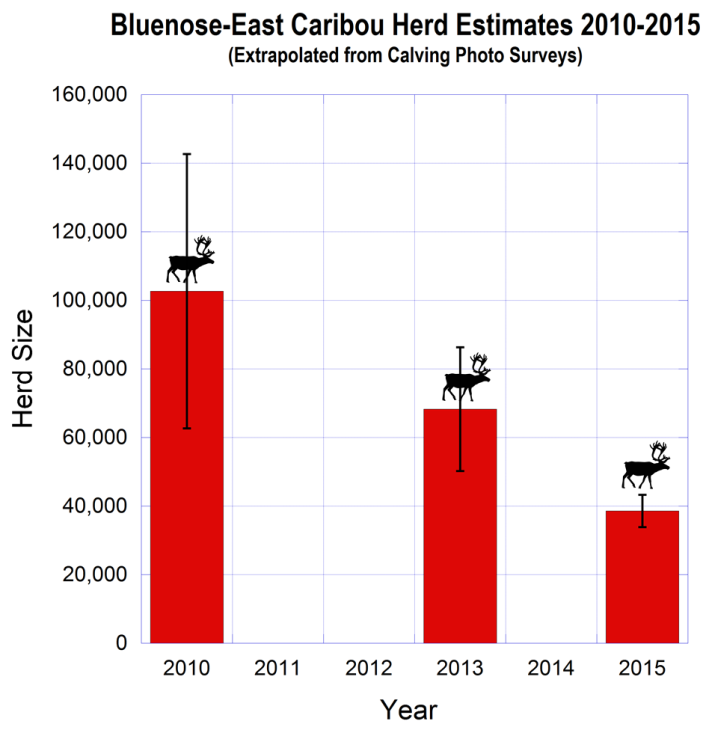 Bluenose-East Caribou Herd Estimates 2010-2015
(Extrapolated from Calving Photo Surveys)
160,000
140,000
120,000
100,000
80,000
60,000
40,000
20,000
0
Herd Size
2010 2011 2012 2013 2014 2015
Year